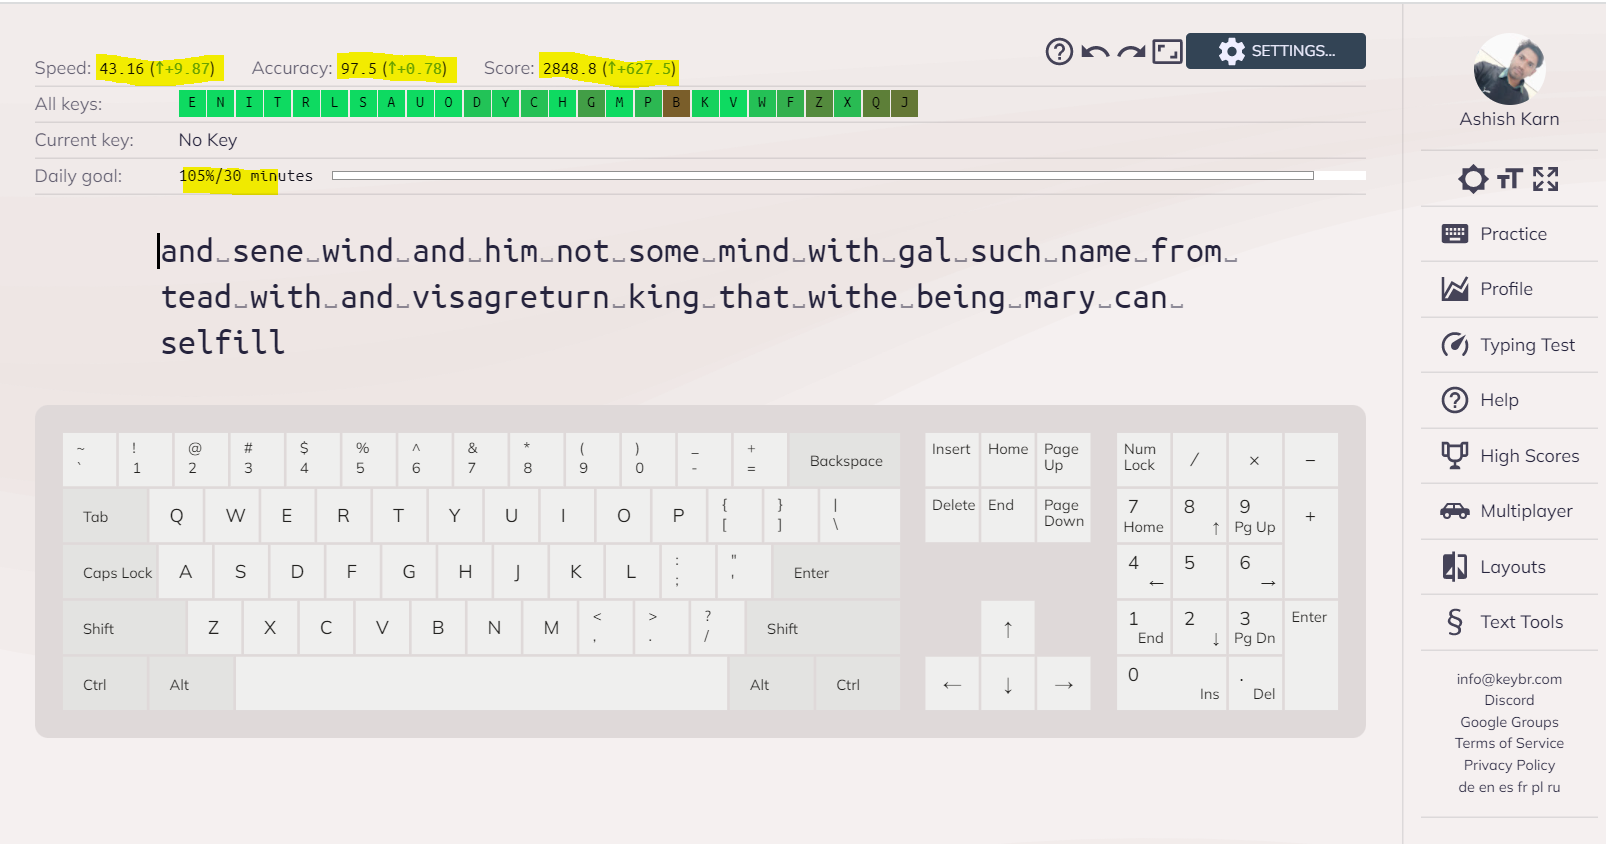 Speed: 43.16 (↑+9.87) Accuracy: 97.5 (↑+0.78) Score: 2848.8 (↑+627.5)
SETTINGS...
All keys: E N I T R L S A U O D Y C H G M P B K V W F Z X Q J
Current key: No Key
Daily goal: 105%/30 minutes
and␣sene␣wind␣and␣him␣not␣some␣mind␣with␣gal␣such␣name␣from␣
tead␣with␣and␣visagreturn␣king␣that␣withe␣being␣mary␣can␣
selfill
~ ! @ # $ % ^ & * ( ) _ +
` 1 2 3 4 5 6 7 8 9 0 - = Backspace
Tab Q W E R T Y U I O P { [ } ] | \
Caps Lock A S D F G H J K L : ; " ' Enter
Shift Z X C V B N M < , > . ? / Shift
Ctrl Alt Alt Ctrl
Insert Home Page Up
Delete End Page Down
↑
← ↓ →
Num Lock / × −
7 Home 8 ↑ 9 Pg Up +
4 ← 5 6 →
1 End 2 ↓ 3 Pg Dn Enter
0 Ins . Del
Ashish Karn
Practice
Profile
Typing Test
Help
High Scores
Multiplayer
Layouts
§ Text Tools
info@keybr.com
Discord
Google Groups
Terms of Service
Privacy Policy
de en es fr pl ru